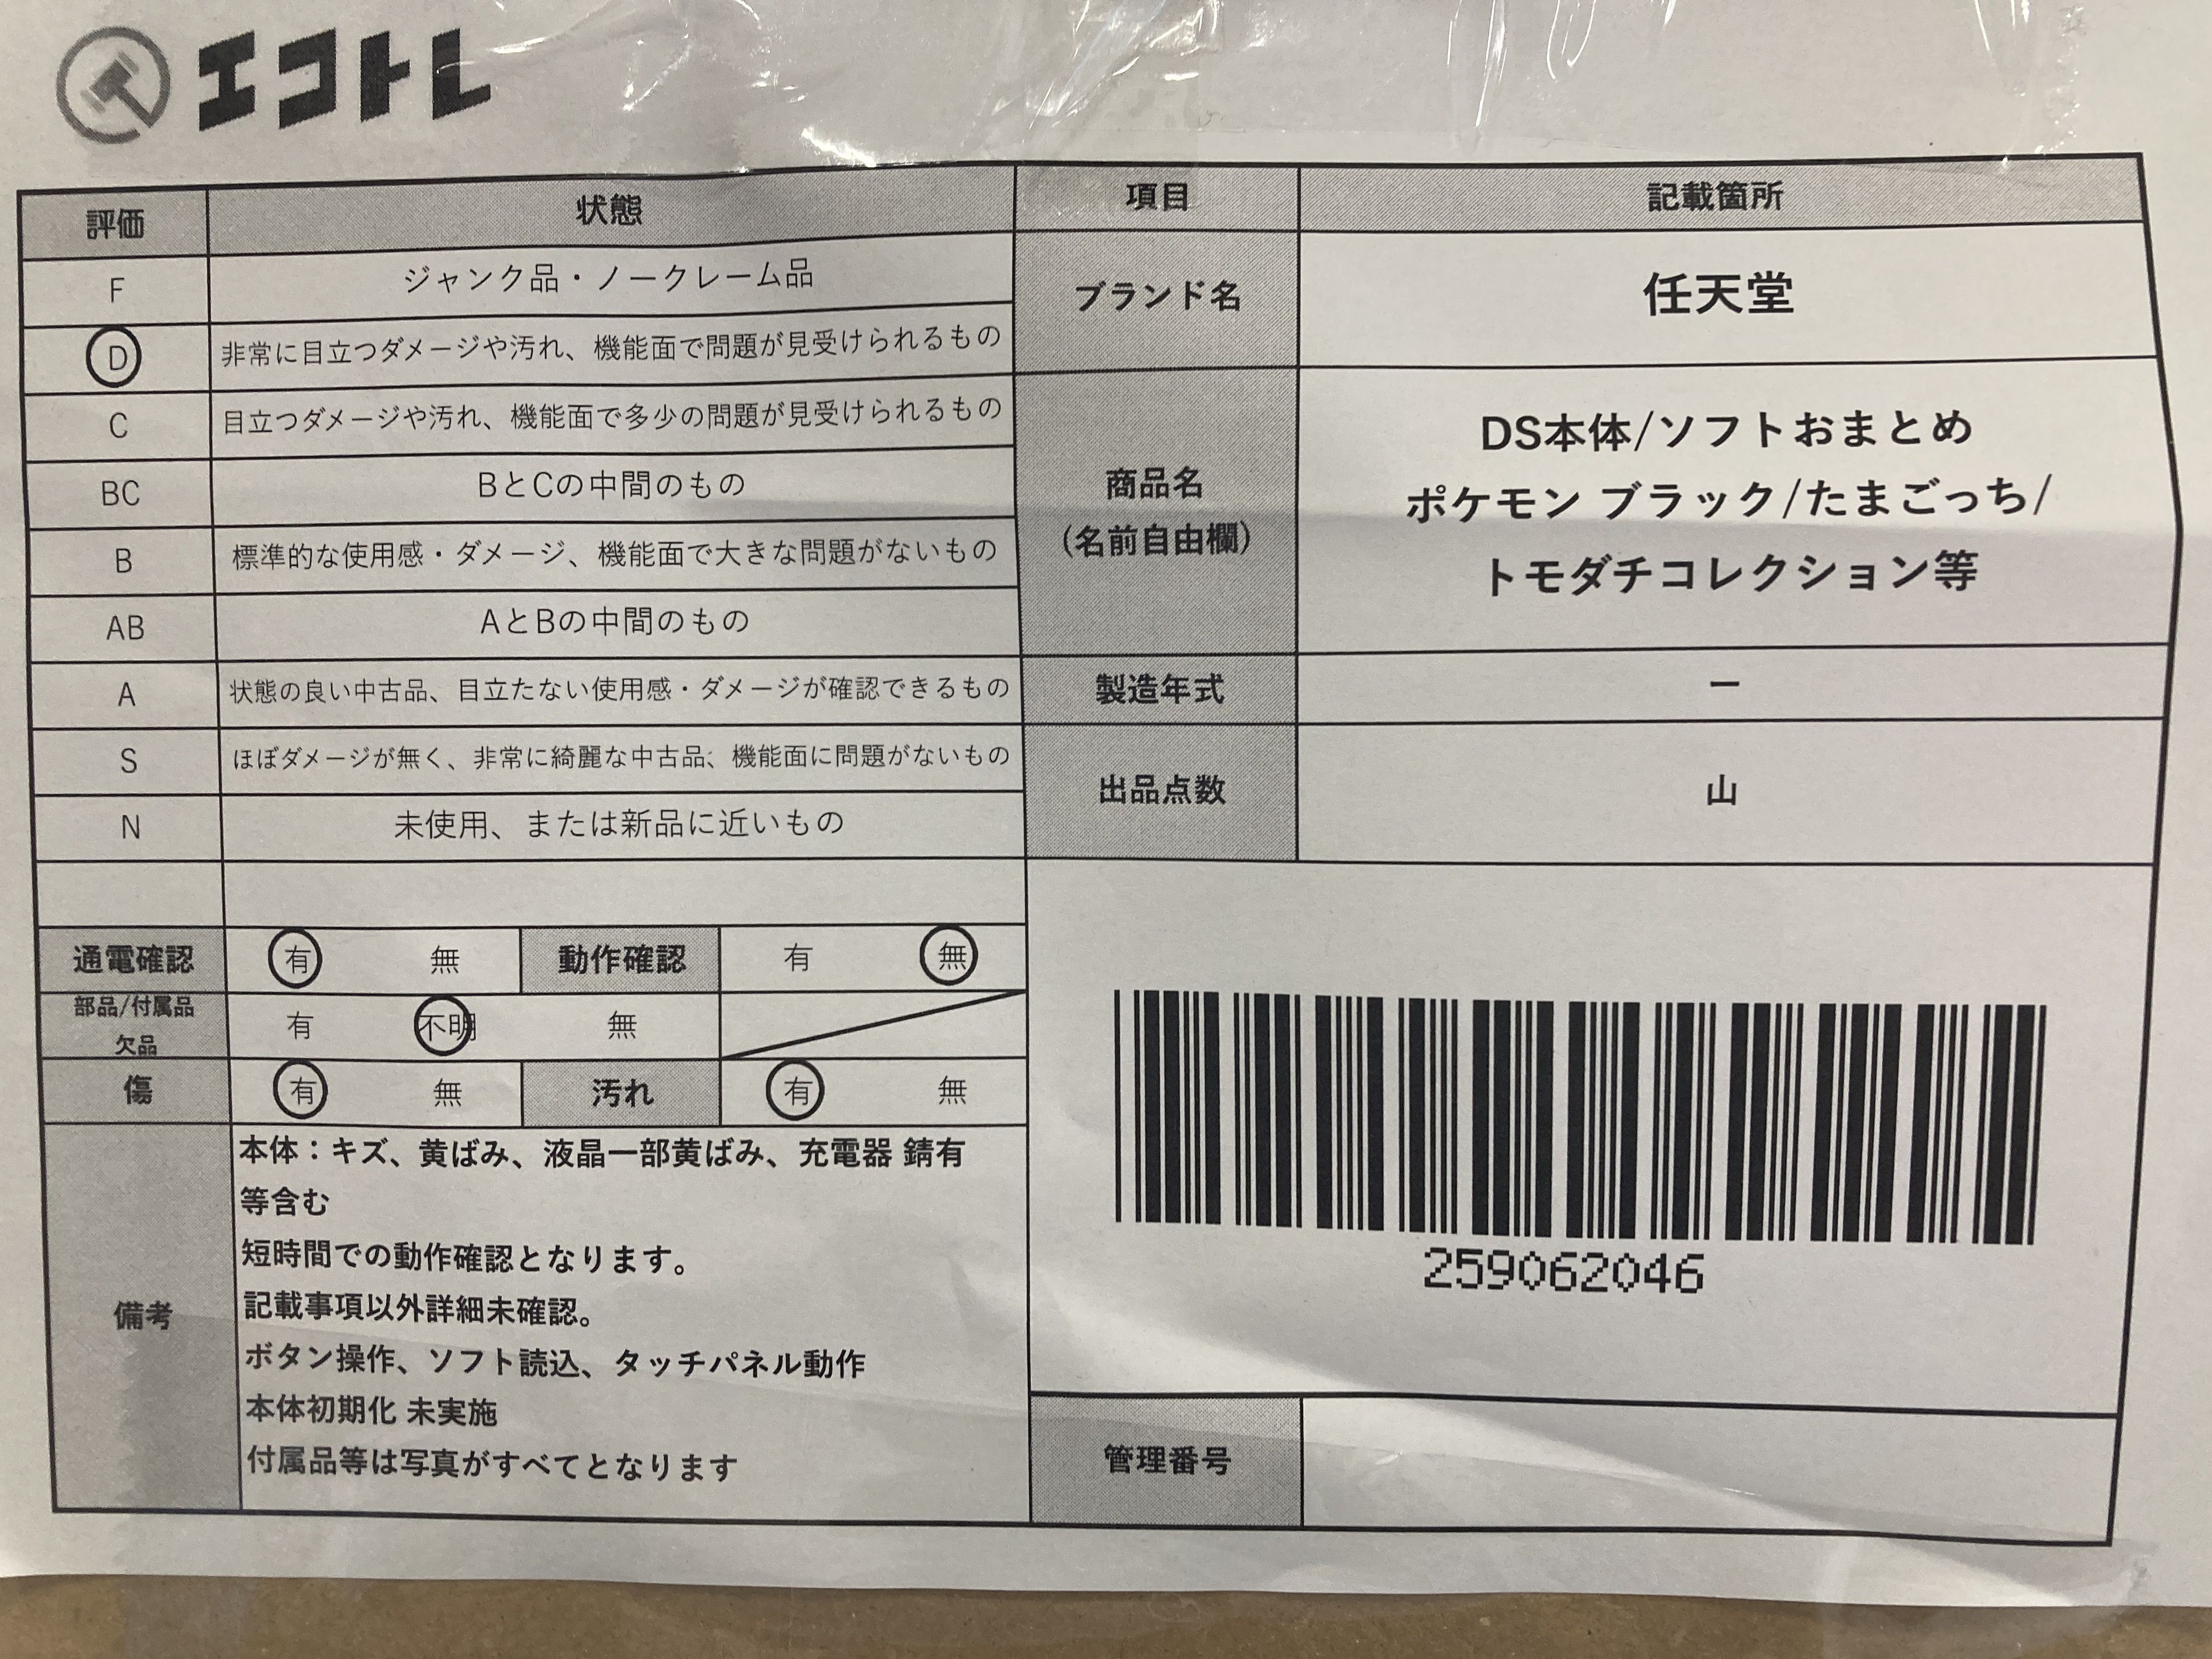 エコトレ
評価 状態
F ジャンク品・ノークレーム品
D 非常に目立つダメージや汚れ、機能面で問題が見受けられるもの
C 目立つダメージや汚れ、機能面で多少の問題が見受けられるもの
BC BとCの中間のもの
B 標準的な使用感・ダメージ、機能面で大きな問題がないもの
AB AとBの中間のもの
A 状態の良い中古品、目立たない使用感・ダメージが確認できるもの
S ほぼダメージが無く、非常に綺麗な中古品、機能面に問題がないもの
N 未使用、または新品に近いもの
通電確認 有 無 動作確認 有 無
部品/付属品
欠品
有 不明 無
傷 有 無 汚れ 有 無
備考
本体：キズ、黄ばみ、液晶一部黄ばみ、充電器 錆有
等含む
短時間での動作確認となります。
記載事項以外詳細未確認。
ボタン操作、ソフト読込、タッチパネル動作
本体初期化 未実施
付属品等は写真がすべてとなります
項目 記載箇所
ブランド名 任天堂
商品名
(名前自由欄)
DS本体/ソフトおまとめ
ポケモン ブラック/たまごっち/
トモダチコレクション等
製造年式 ー
出品点数 山
259062046
管理番号